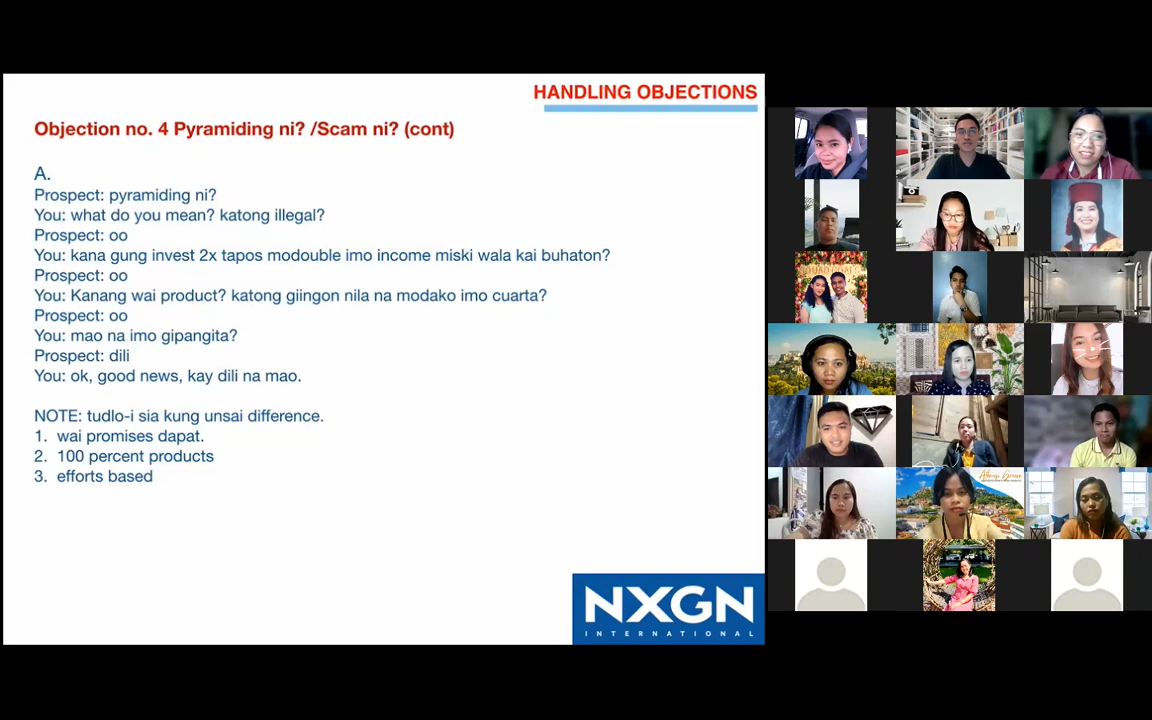 HANDLING OBJECTIONS
Objection no. 4 Pyramiding ni? /Scam ni? (cont)
A.
Prospect: pyramiding ni?
You: what do you mean? katong illegal?
Prospect: oo
You: kana gung invest 2x tapos modouble imo income miski wala kai buhaton?
Prospect: oo
You: Kanang wai product? katong giingon nila na modako imo cuarta?
Prospect: oo
You: mao na imo gipangita?
Prospect: dili
You: ok, good news, kay dili na mao.
NOTE: tudlo-i sia kung unsai difference.
1. wai promises dapat.
2. 100 percent products
3. efforts based
NXGN
INTERNATIONAL